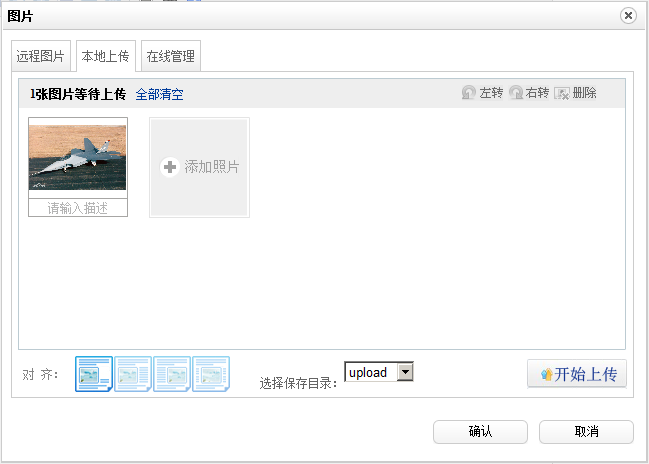 图片
远程图片 本地上传 在线管理
1张图片等待上传 全部清空 左转 右转 删除
添加照片
请输入描述
对 齐: 选择保存目录: upload 开始上传
确认 取消